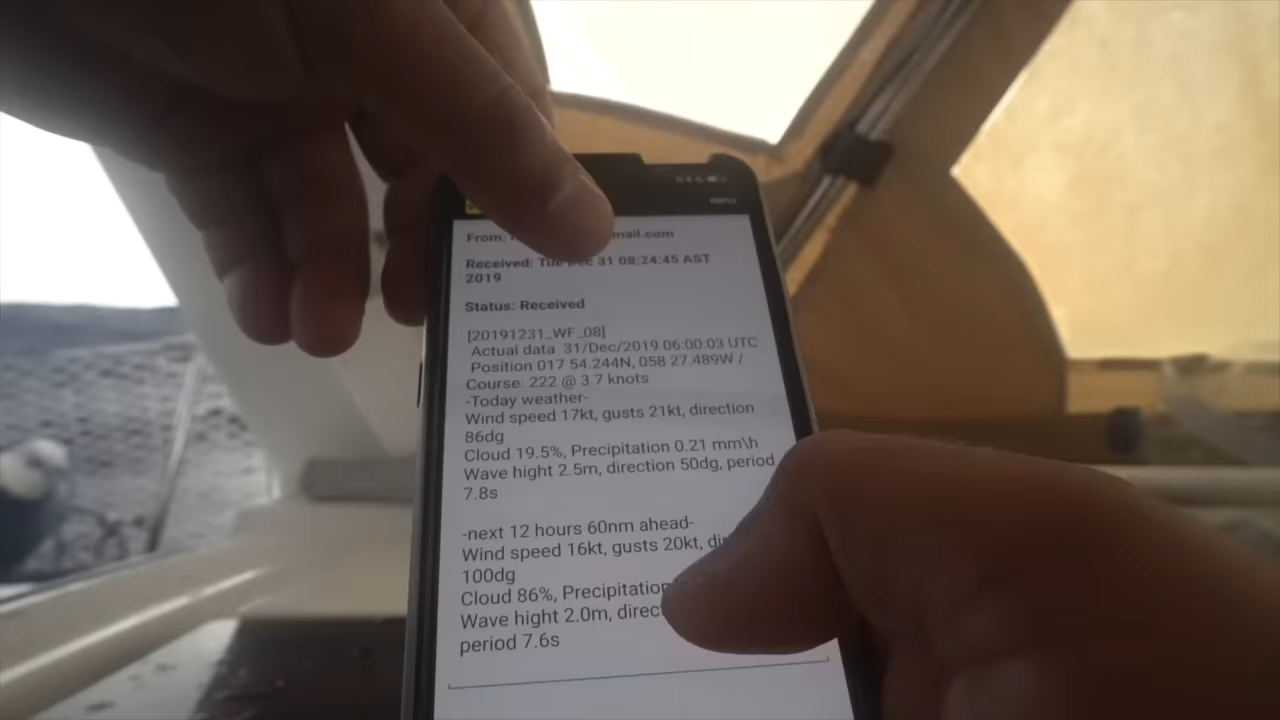 From: mail.com
Received: Tue Dec 31 08:24:45 AST
2019
Status: Received
[20191231_WF_08]
Actual data 31/Dec/2019 06:00:03 UTC
Position 017 54.244N, 058 27.489W /
Course: 222 @ 3.7 knots
-Today weather-
Wind speed 17kt, gusts 21kt, direction
86dg
Cloud 19.5%, Precipitation 0.21 mm\h
Wave hight 2.5m, direction 50dg, period
7.8s
-next 12 hours 60nm ahead-
Wind speed 16kt, gusts 20kt,
100dg
Cloud 86%, Precipitation
Wave hight 2.0m,
period 7.6s